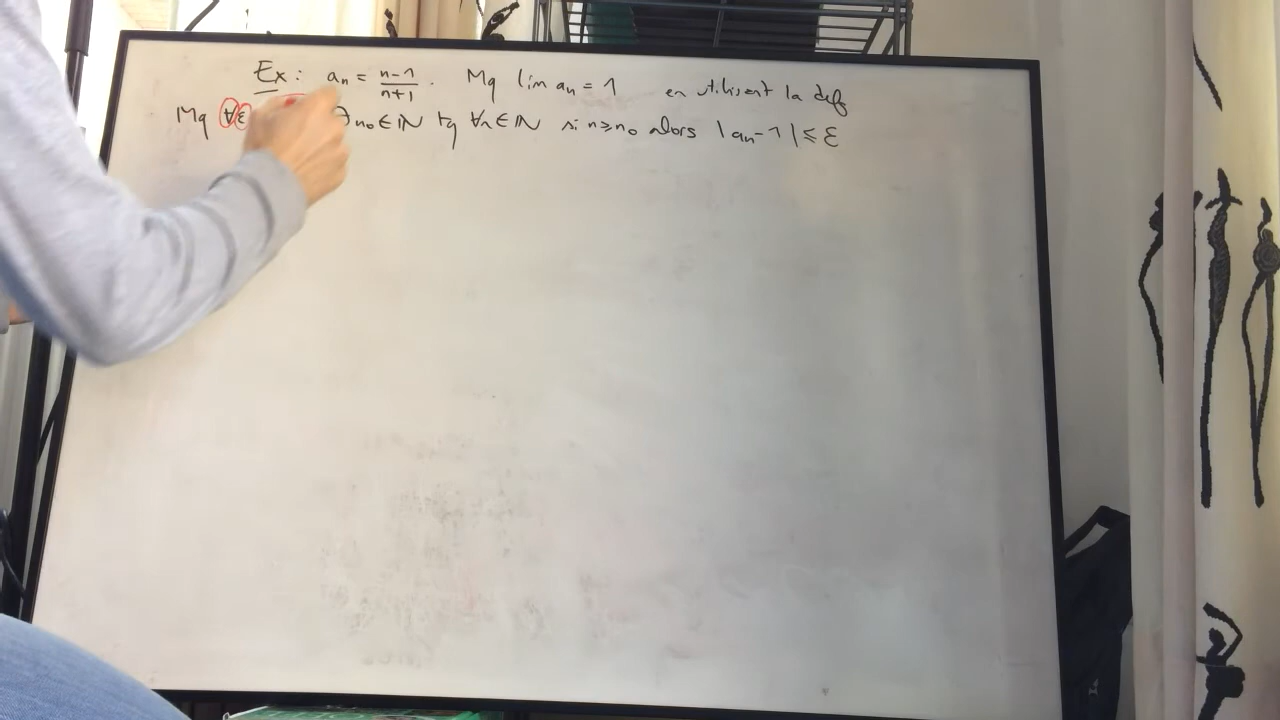 Ex : aₙ = (n-1)/(n+1) . Mq lim aₙ = 1 en utilisant la def
Mq ∀ε ∃n₀∈ℕ tq ∀n∈ℕ si n≥n₀ alors |aₙ-1|≤ε